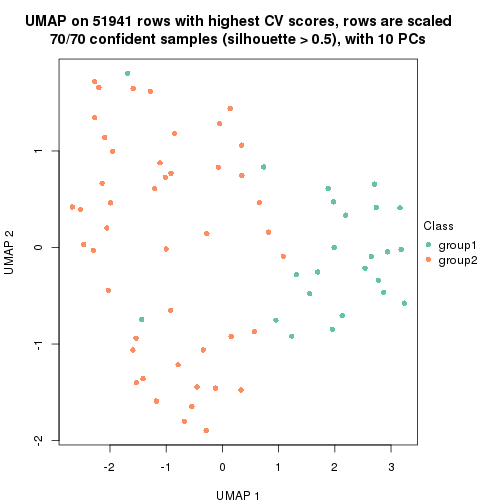 UMAP on 51941 rows with highest CV scores, rows are scaled
70/70 confident samples (silhouette > 0.5), with 10 PCs
UMAP 2
1
0
-1
-2
-2
-1
0
1
2
3
UMAP 1
Class
group1
group2